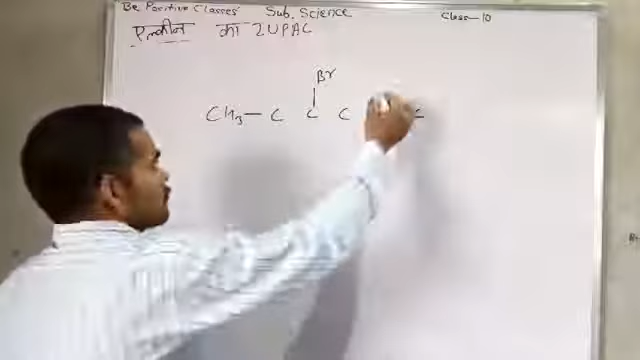 Be Positive Classes Sub. Science Class-10
एल्कीन का IUPAC
Br
CH3— C C C C